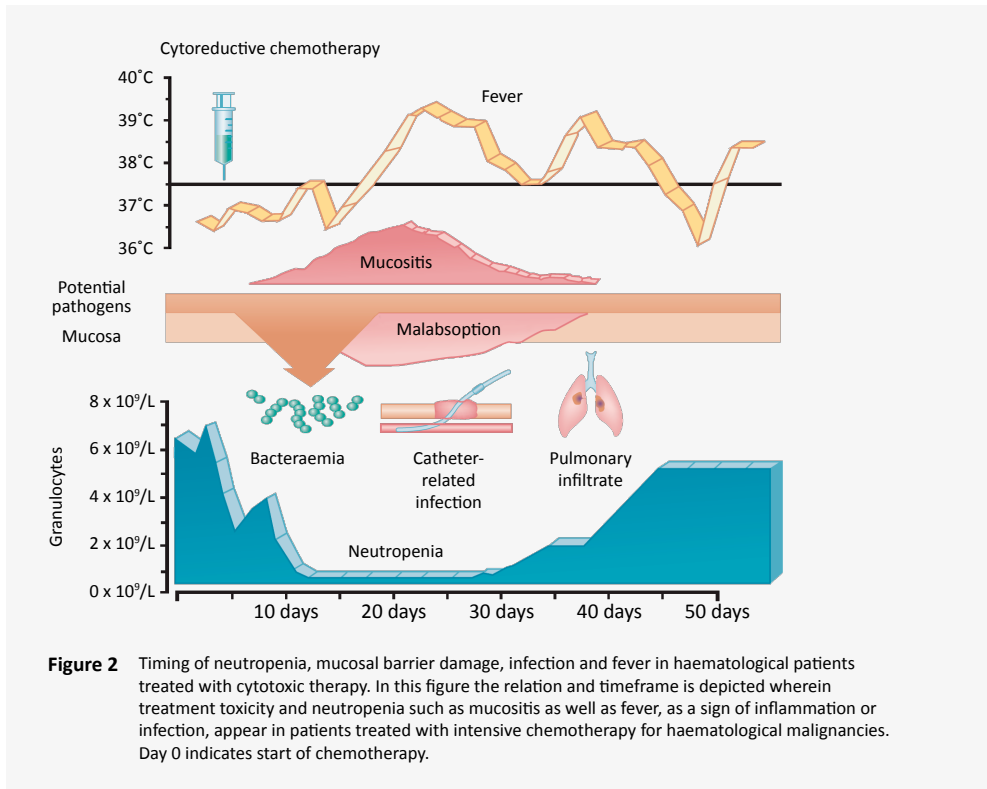 Cytoreductive chemotherapy
40˚C
39˚C
38˚C
37˚C
36˚C
Fever
Mucositis
Potential
pathogens
Mucosa
Malabsoption
8 x 10⁹/L
6 x 10⁹/L
4 x 10⁹/L
2 x 10⁹/L
0 x 10⁹/L
Granulocytes
Bacteraemia
Catheter-
related
infection
Pulmonary
infiltrate
Neutropenia
10 days
20 days
30 days
40 days
50 days
Figure 2 Timing of neutropenia, mucosal barrier damage, infection and fever in haematological patients
treated with cytotoxic therapy. In this figure the relation and timeframe is depicted wherein
treatment toxicity and neutropenia such as mucositis as well as fever, as a sign of inflammation or
infection, appear in patients treated with intensive chemotherapy for haematological malignancies.
Day 0 indicates start of chemotherapy.